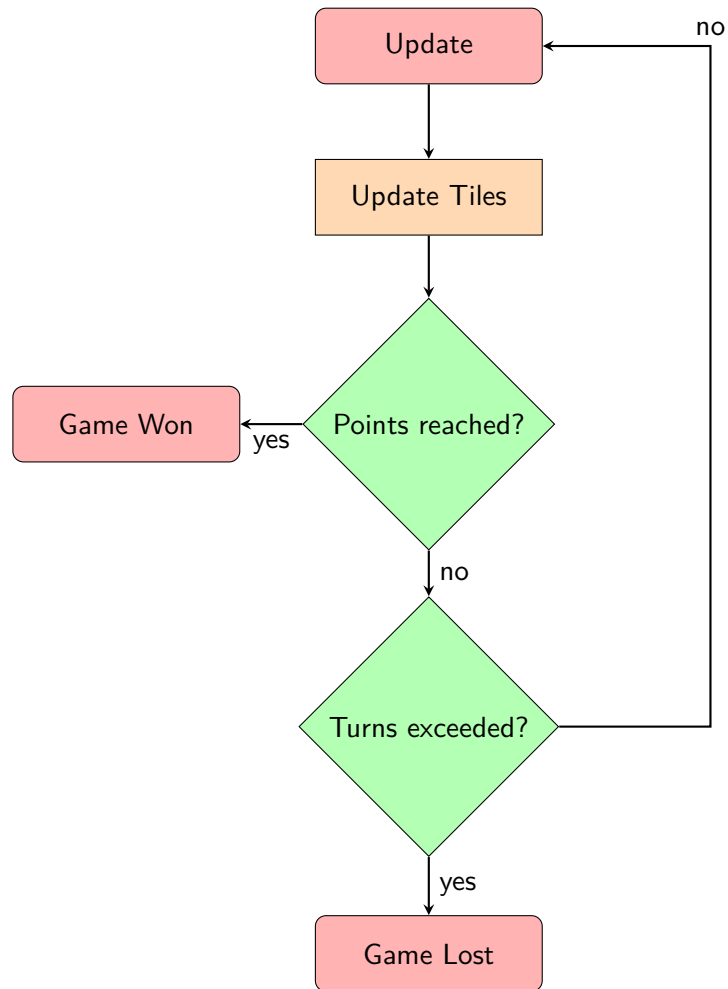 no
Update
Update Tiles
Game Won
Points reached?
yes
no
Turns exceeded?
yes
Game Lost